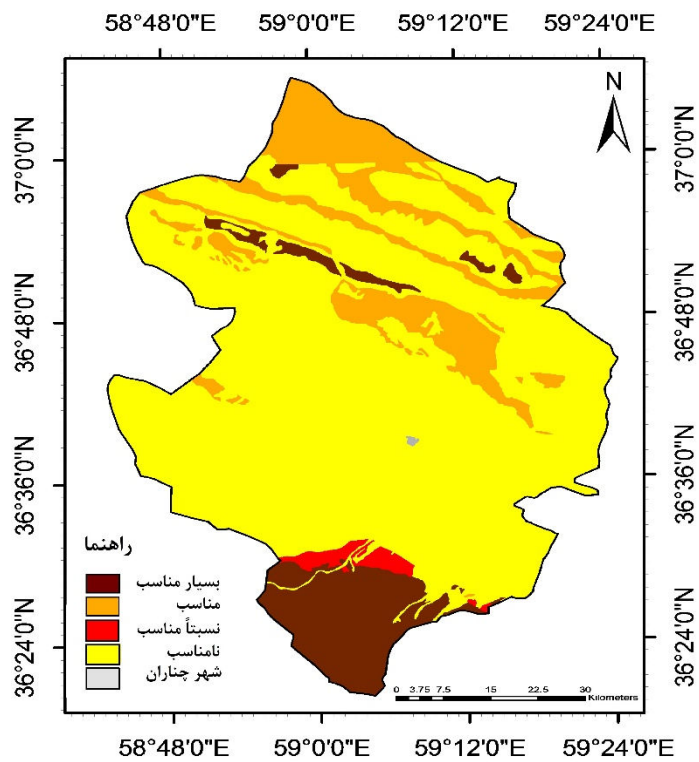 58°48'0"E 59°0'0"E 59°12'0"E 59°24'0"E
N
37°0'0"N 37°0'0"N
36°48'0"N 36°48'0"N
36°36'0"N 36°36'0"N
36°24'0"N 36°24'0"N
راهنما
بسیار مناسب
مناسب
نسبتاً مناسب
نامناسب
شهر چناران
0 3.75 7.5 15 22.5 30
Kilometers
58°48'0"E 59°0'0"E 59°12'0"E 59°24'0"E